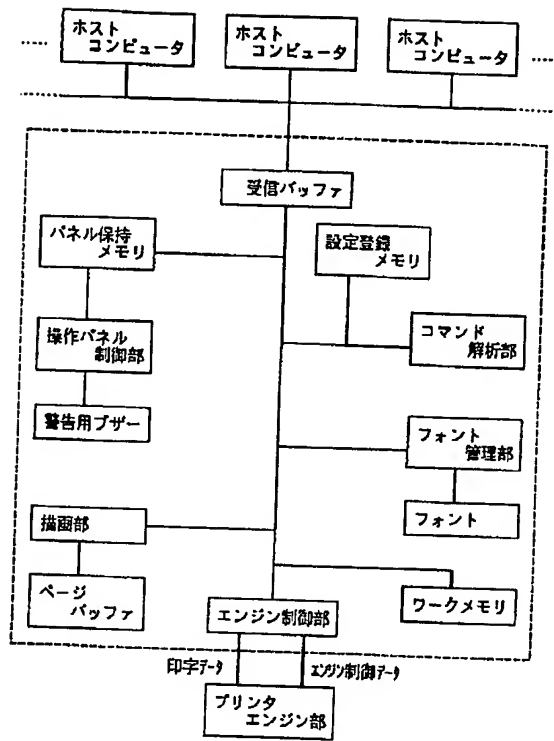 ホスト
コンピュータ
ホスト
コンピュータ
ホスト
コンピュータ
受信バッファ
パネル保持
メモリ
設定登録
メモリ
操作パネル
制御部
コマンド
解析部
警告用ブザー
フォント
管理部
描画部
フォント
ページ
バッファ
ワークメモリ
エンジン制御部
印字データ
エンジン制御データ
プリンタ
エンジン部